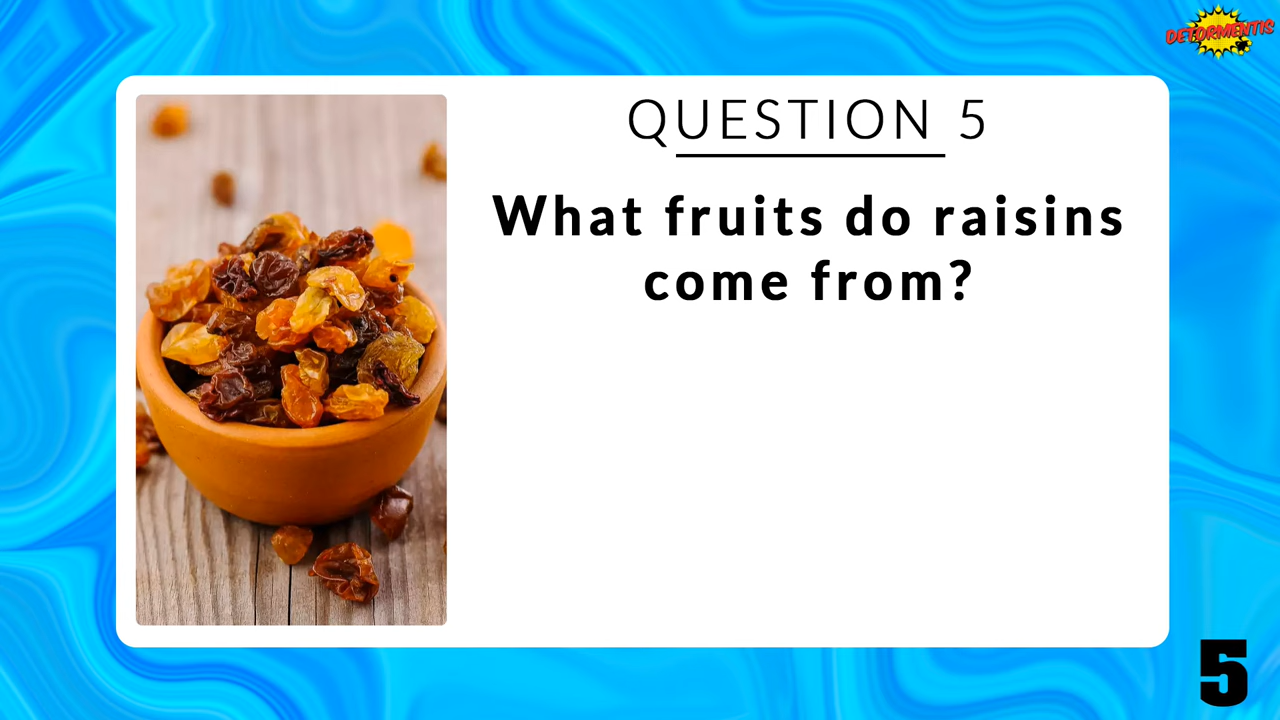 DETORMENTIS
QUESTION 5
What fruits do raisins
come from?
5